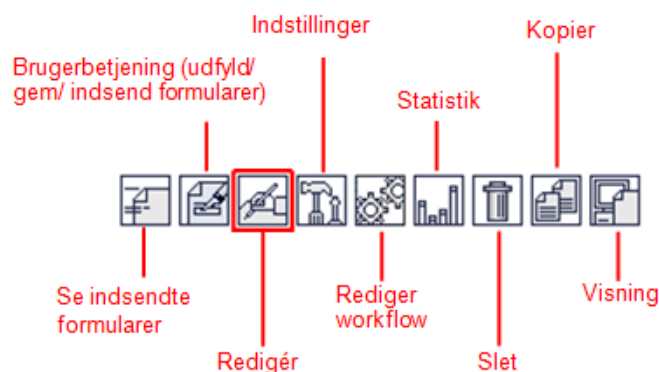 Indstillinger
Kopier
Brugerbetjening (udfyld/
gem/ indsend formularer)
Statistik
Se indsendte
formularer
Rediger
workflow
Visning
Redigér
Slet